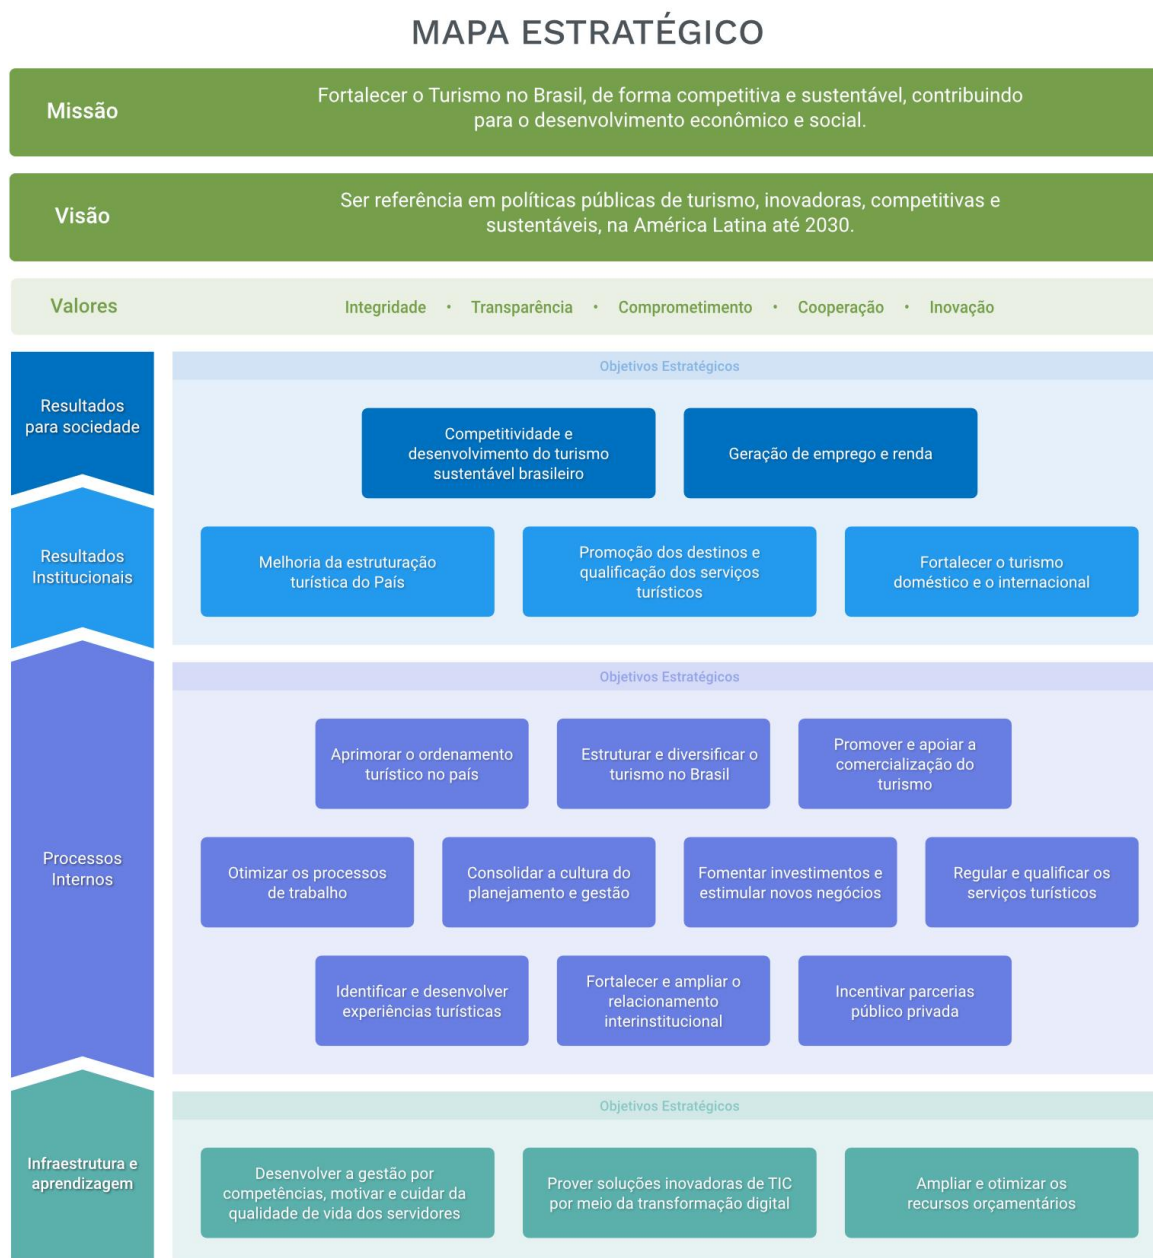 MAPA ESTRATÉGICO
Missão
Fortalecer o Turismo no Brasil, de forma competitiva e sustentável, contribuindo
para o desenvolvimento econômico e social.
Visão
Ser referência em políticas públicas de turismo, inovadoras, competitivas e
sustentáveis, na América Latina até 2030.
Valores
Integridade • Transparência • Comprometimento • Cooperação • Inovação
Resultados
para sociedade
Objetivos Estratégicos
Competitividade e
desenvolvimento do turismo
sustentável brasileiro
Geração de emprego e renda
Resultados
Institucionais
Melhoria da estruturação
turística do País
Promoção dos destinos e
qualificação dos serviços
turísticos
Fortalecer o turismo
doméstico e o internacional
Processos
Internos
Objetivos Estratégicos
Aprimorar o ordenamento
turístico no país
Estruturar e diversificar o
turismo no Brasil
Promover e apoiar a
comercialização do
turismo
Otimizar os processos
de trabalho
Consolidar a cultura do
planejamento e gestão
Fomentar investimentos e
estimular novos negócios
Regular e qualificar os
serviços turísticos
Identificar e desenvolver
experiências turísticas
Fortalecer e ampliar o
relacionamento
interinstitucional
Incentivar parcerias
público privada
Infraestrutura e
aprendizagem
Objetivos Estratégicos
Desenvolver a gestão por
competências, motivar e cuidar da
qualidade de vida dos servidores
Prover soluções inovadoras de TIC
por meio da transformação digital
Ampliar e otimizar os
recursos orçamentários